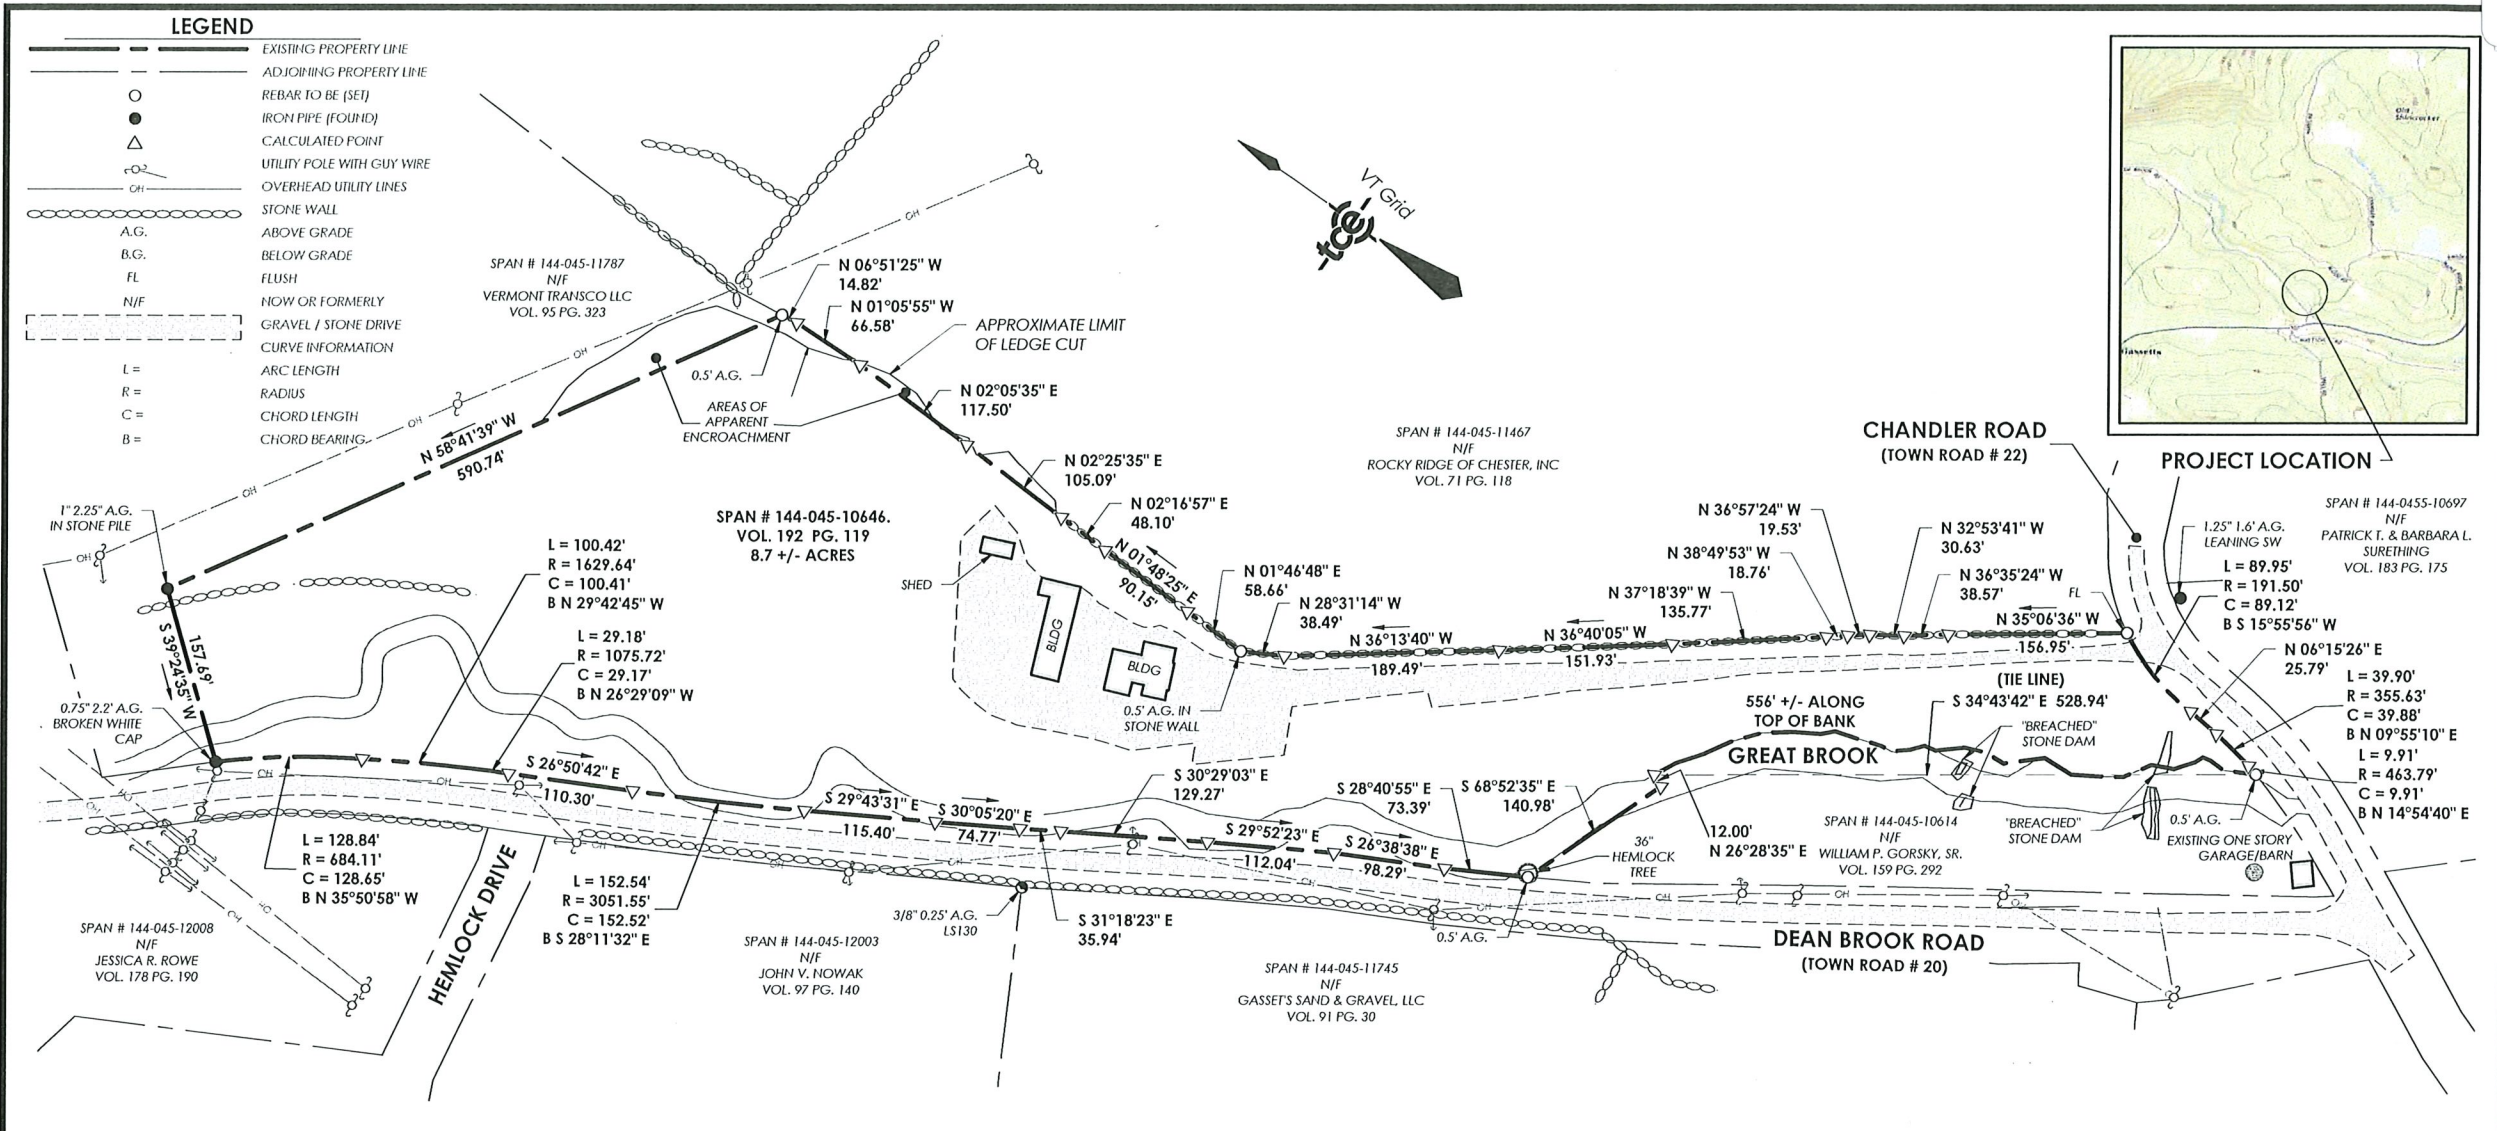 LEGEND
EXISTING PROPERTY LINE
ADJOINING PROPERTY LINE
REBAR TO BE (SET)
IRON PIPE (FOUND)
CALCULATED POINT
UTILITY POLE WITH GUY WIRE
OH
OVERHEAD UTILITY LINES
STONE WALL
A.G.
ABOVE GRADE
B.G.
BELOW GRADE
FL
FLUSH
N/F
NOW OR FORMERLY
GRAVEL / STONE DRIVE
CURVE INFORMATION
L =
ARC LENGTH
R =
RADIUS
C =
CHORD LENGTH
B =
CHORD BEARING
SPAN # 144-045-11787
N/F
VERMONT TRANSCO LLC
VOL. 95 PG. 323
OH
OH
OH
OH
OH
N 06°51'25" W
14.82'
N 01°05'55" W
66.58'
APPROXIMATE LIMIT
OF LEDGE CUT
0.5' A.G.
AREAS OF
APPARENT
ENCROACHMENT
N 02°05'35" E
117.50'
N 58°41'39" W
590.74'
VT Grid
tce
SPAN # 144-045-11467
N/F
ROCKY RIDGE OF CHESTER, INC
VOL. 71 PG. 118
N 02°25'35" E
105.09'
N 02°16'57" E
48.10'
N 01°48'25" E
90.15'
N 01°46'48" E
58.66'
N 28°31'14" W
38.49'
N 36°13'40" W
189.49'
N 36°40'05" W
151.93'
N 37°18'39" W
135.77'
N 38°49'53" W
18.76'
N 36°57'24" W
19.53'
N 32°53'41" W
30.63'
N 36°35'24" W
38.57'
FL
N 35°06'36" W
156.95'
CHANDLER ROAD
(TOWN ROAD # 22)
Gassetts
PROJECT LOCATION
SPAN # 144-0455-10697
N/F
PATRICK T. & BARBARA L.
SURETHING
VOL. 183 PG. 175
1.25" 1.6' A.G.
LEANING SW
L = 89.95'
R = 191.50'
C = 89.12'
B S 15°55'56" W
N 06°15'26" E
25.79'
L = 39.90'
R = 355.63'
C = 39.88'
B N 09°55'10" E
L = 9.91'
R = 463.79'
C = 9.91'
B N 14°54'40" E
1" 2.25" A.G.
IN STONE PILE
SPAN # 144-045-10646.
VOL. 192 PG. 119
8.7 +/- ACRES
SHED
BLDG
BLDG
0.5' A.G. IN
STONE WALL
L = 100.42'
R = 1629.64'
C = 100.41'
B N 29°42'45" W
L = 29.18'
R = 1075.72'
C = 29.17'
B N 26°29'09" W
157.69'
S 39°24'35" W
0.75" 2.2' A.G.
BROKEN WHITE
CAP
S 26°50'42" E
110.30'
S 29°43'31" E
115.40'
S 30°05'20" E
74.77'
S 30°29'03" E
129.27'
S 29°52'23" E
112.04'
S 26°38'38" E
98.29'
S 28°40'55" E
73.39'
S 68°52'35" E
140.98'
556' +/- ALONG
TOP OF BANK
GREAT BROOK
(TIE LINE)
S 34°43'42" E 528.94'
"BREACHED"
STONE DAM
12.00'
N 26°28'35" E
36"
HEMLOCK
TREE
SPAN # 144-045-10614
N/F
WILLIAM P. GORSKY, SR.
VOL. 159 PG. 292
"BREACHED"
STONE DAM
0.5' A.G.
EXISTING ONE STORY
GARAGE/BARN
OH
OH
OH
OH
OH
OH
OH
OH
OH
OH
OH
L = 128.84'
R = 684.11'
C = 128.65'
B N 35°50'58" W
HEMLOCK DRIVE
L = 152.54'
R = 3051.55'
C = 152.52'
B S 28°11'32" E
3/8" 0.25' A.G.
LS130
S 31°18'23" E
35.94'
0.5' A.G.
DEAN BROOK ROAD
(TOWN ROAD # 20)
SPAN # 144-045-12008
N/F
JESSICA R. ROWE
VOL. 178 PG. 190
SPAN # 144-045-12003
N/F
JOHN V. NOWAK
VOL. 97 PG. 140
SPAN # 144-045-11745
N/F
GASSET'S SAND & GRAVEL, LLC
VOL. 91 PG. 30